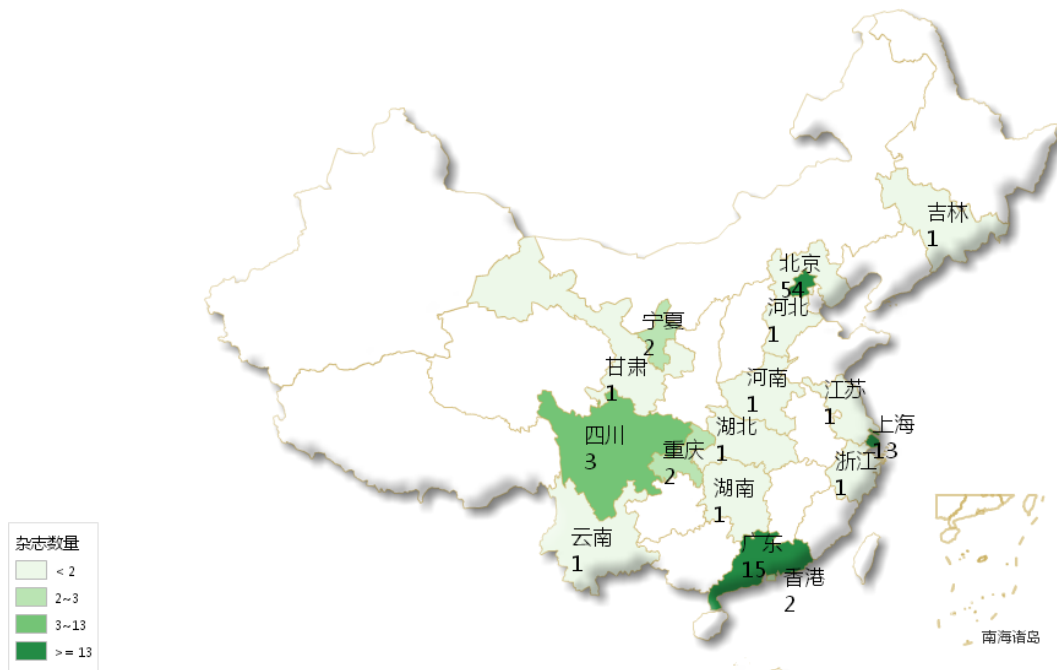 吉林
1
北京
54
河北
1
宁夏
2
甘肃
1
河南
1
江苏
1
上海
13
四川
3
重庆
2
湖北
1
浙江
1
湖南
1
云南
1
广东
15
香港
2
杂志数量
< 2
2~3
3~13
>= 13
南海诸岛